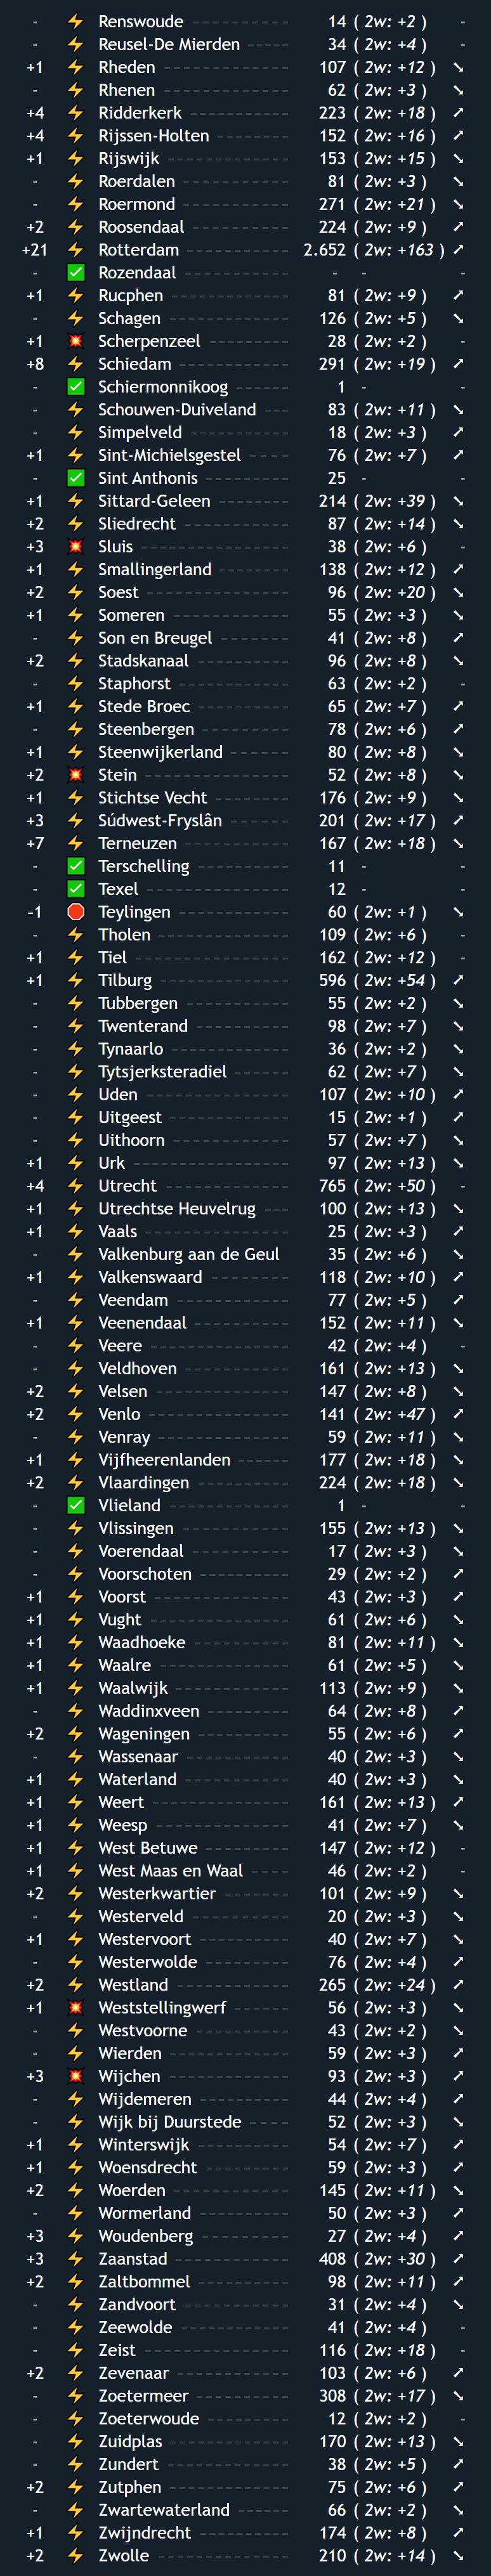 - ⚡ Renswoude 14 ( 2w: +2 ) -
- ⚡ Reusel-De Mierden 34 ( 2w: +4 ) -
+1 ⚡ Rheden 107 ( 2w: +12 ) ➘
- ⚡ Rhenen 62 ( 2w: +3 ) ➘
+4 ⚡ Ridderkerk 223 ( 2w: +18 ) ➚
+4 ⚡ Rijssen-Holten 152 ( 2w: +16 ) ➚
+1 ⚡ Rijswijk 153 ( 2w: +15 ) ➘
- ⚡ Roerdalen 81 ( 2w: +3 ) ➘
- ⚡ Roermond 271 ( 2w: +21 ) ➘
+2 ⚡ Roosendaal 224 ( 2w: +9 ) ➚
+21 ⚡ Rotterdam 2.652 ( 2w: +163 ) ➚
- ✅ Rozendaal - - -
+1 ⚡ Rucphen 81 ( 2w: +9 ) ➚
- ⚡ Schagen 126 ( 2w: +5 ) ➘
+1 💥 Scherpenzeel 28 ( 2w: +2 ) -
+8 ⚡ Schiedam 291 ( 2w: +19 ) ➚
- ✅ Schiermonnikoog 1 - -
- ⚡ Schouwen-Duiveland 83 ( 2w: +11 ) ➘
- ⚡ Simpelveld 18 ( 2w: +3 ) ➚
+1 ⚡ Sint-Michielsgestel 76 ( 2w: +7 ) ➚
- ✅ Sint Anthonis 25 - -
+1 ⚡ Sittard-Geleen 214 ( 2w: +39 ) ➘
+2 ⚡ Sliedrecht 87 ( 2w: +14 ) ➘
+3 💥 Sluis 38 ( 2w: +6 ) -
+1 ⚡ Smallingerland 138 ( 2w: +12 ) ➚
+2 ⚡ Soest 96 ( 2w: +20 ) ➘
+1 ⚡ Someren 55 ( 2w: +3 ) ➘
- ⚡ Son en Breugel 41 ( 2w: +8 ) ➚
+2 ⚡ Stadskanaal 96 ( 2w: +8 ) ➘
- ⚡ Staphorst 63 ( 2w: +2 ) -
+1 ⚡ Stede Broec 65 ( 2w: +7 ) ➚
- ⚡ Steenbergen 78 ( 2w: +6 ) ➚
+1 ⚡ Steenwijkerland 80 ( 2w: +8 ) ➘
+2 💥 Stein 52 ( 2w: +8 ) ➘
+1 ⚡ Stichtse Vecht 176 ( 2w: +9 ) ➘
+3 ⚡ Súdwest-Fryslân 201 ( 2w: +17 ) ➚
+7 ⚡ Terneuzen 167 ( 2w: +18 ) ➘
- ✅ Terschelling 11 - -
- ✅ Texel 12 - -
-1 🛑 Teylingen 60 ( 2w: +1 ) ➘
- ⚡ Tholen 109 ( 2w: +6 ) -
+1 ⚡ Tiel 162 ( 2w: +12 ) -
+1 ⚡ Tilburg 596 ( 2w: +54 ) ➚
- ⚡ Tubbergen 55 ( 2w: +2 ) ➘
- ⚡ Twenterand 98 ( 2w: +7 ) ➘
- ⚡ Tynaarlo 36 ( 2w: +2 ) ➘
- ⚡ Tytsjerksteradiel 62 ( 2w: +7 ) ➘
- ⚡ Uden 107 ( 2w: +10 ) ➚
- ⚡ Uitgeest 15 ( 2w: +1 ) ➚
- ⚡ Uithoorn 57 ( 2w: +7 ) ➘
+1 ⚡ Urk 97 ( 2w: +13 ) ➘
+4 ⚡ Utrecht 765 ( 2w: +50 ) -
+1 ⚡ Utrechtse Heuvelrug 100 ( 2w: +13 ) ➘
+1 ⚡ Vaals 25 ( 2w: +3 ) ➚
- ⚡ Valkenburg aan de Geul 35 ( 2w: +6 ) ➘
+1 ⚡ Valkenswaard 118 ( 2w: +10 ) ➚
- ⚡ Veendam 77 ( 2w: +5 ) ➚
+1 ⚡ Veenendaal 152 ( 2w: +11 ) ➘
- ⚡ Veere 42 ( 2w: +4 ) -
- ⚡ Veldhoven 161 ( 2w: +13 ) ➘
+2 ⚡ Velsen 147 ( 2w: +8 ) ➘
+2 ⚡ Venlo 141 ( 2w: +47 ) ➚
- ⚡ Venray 59 ( 2w: +11 ) ➘
+1 ⚡ Vijfheerenlanden 177 ( 2w: +18 ) ➘
+2 ⚡ Vlaardingen 224 ( 2w: +18 ) ➘
- ✅ Vlieland 1 - -
- ⚡ Vlissingen 155 ( 2w: +13 ) ➘
- ⚡ Voerendaal 17 ( 2w: +3 ) ➘
- ⚡ Voorschoten 29 ( 2w: +2 ) ➚
+1 ⚡ Voorst 43 ( 2w: +3 ) ➚
+1 ⚡ Vught 61 ( 2w: +6 ) ➘
+1 ⚡ Waadhoeke 81 ( 2w: +11 ) ➘
+1 ⚡ Waalre 61 ( 2w: +5 ) ➘
+1 ⚡ Waalwijk 113 ( 2w: +9 ) ➘
- ⚡ Waddinxveen 64 ( 2w: +8 ) ➚
+2 ⚡ Wageningen 55 ( 2w: +6 ) ➚
- ⚡ Wassenaar 40 ( 2w: +3 ) ➘
+1 ⚡ Waterland 40 ( 2w: +3 ) ➘
+1 ⚡ Weert 161 ( 2w: +13 ) ➚
+1 ⚡ Weesp 41 ( 2w: +7 ) ➘
+1 ⚡ West Betuwe 147 ( 2w: +12 ) -
+1 ⚡ West Maas en Waal 46 ( 2w: +2 ) -
+2 ⚡ Westerkwartier 101 ( 2w: +9 ) ➘
- ⚡ Westerveld 20 ( 2w: +3 ) ➘
+1 ⚡ Westervoort 40 ( 2w: +7 ) ➘
- ⚡ Westerwolde 76 ( 2w: +4 ) ➚
+2 ⚡ Westland 265 ( 2w: +24 ) ➚
+1 💥 Weststellingwerf 56 ( 2w: +3 ) ➘
- ⚡ Westvoorne 43 ( 2w: +2 ) ➘
- ⚡ Wierden 59 ( 2w: +3 ) ➚
+3 💥 Wijchen 93 ( 2w: +3 ) ➚
- ⚡ Wijdemeren 44 ( 2w: +4 ) ➚
- ⚡ Wijk bij Duurstede 52 ( 2w: +3 ) ➘
+1 ⚡ Winterswijk 54 ( 2w: +7 ) ➚
+1 ⚡ Woensdrecht 59 ( 2w: +3 ) ➚
+2 ⚡ Woerden 145 ( 2w: +11 ) ➘
- ⚡ Wormerland 50 ( 2w: +3 ) ➚
+3 ⚡ Woudenberg 27 ( 2w: +4 ) ➚
+3 ⚡ Zaanstad 408 ( 2w: +30 ) ➚
+2 ⚡ Zaltbommel 98 ( 2w: +11 ) ➚
- ⚡ Zandvoort 31 ( 2w: +4 ) ➘
- ⚡ Zeewolde 41 ( 2w: +4 ) -
- ⚡ Zeist 116 ( 2w: +18 ) -
+2 ⚡ Zevenaar 103 ( 2w: +6 ) ➚
- ⚡ Zoetermeer 308 ( 2w: +17 ) ➘
- ⚡ Zoeterwoude 12 ( 2w: +2 ) -
- ⚡ Zuidplas 170 ( 2w: +13 ) ➘
- ⚡ Zundert 38 ( 2w: +5 ) ➚
+2 ⚡ Zutphen 75 ( 2w: +6 ) ➚
- ⚡ Zwartewaterland 66 ( 2w: +2 ) ➘
+1 ⚡ Zwijndrecht 174 ( 2w: +8 ) ➚
+2 ⚡ Zwolle 210 ( 2w: +14 ) ➘